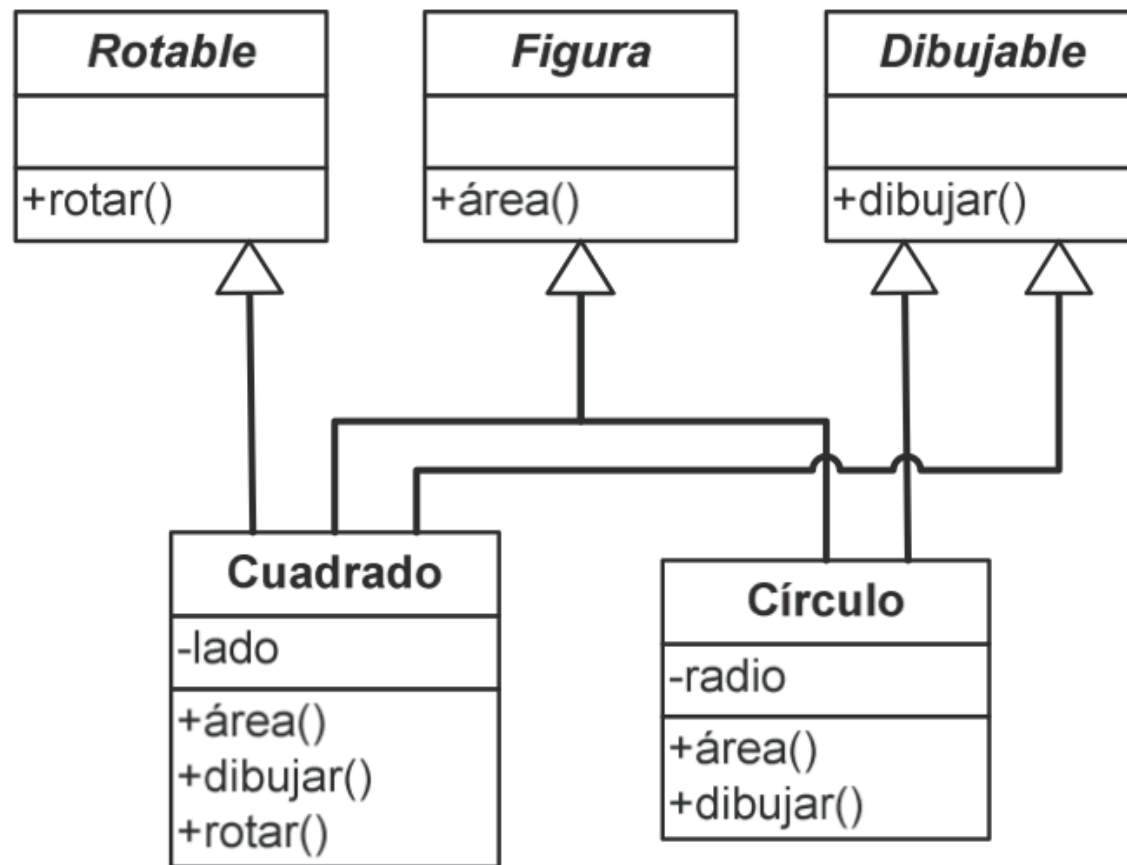 Rotable
+rotar()
Figura
+área()
Dibujable
+dibujar()
Cuadrado
-lado
+área()
+dibujar()
+rotar()
Círculo
-radio
+área()
+dibujar()